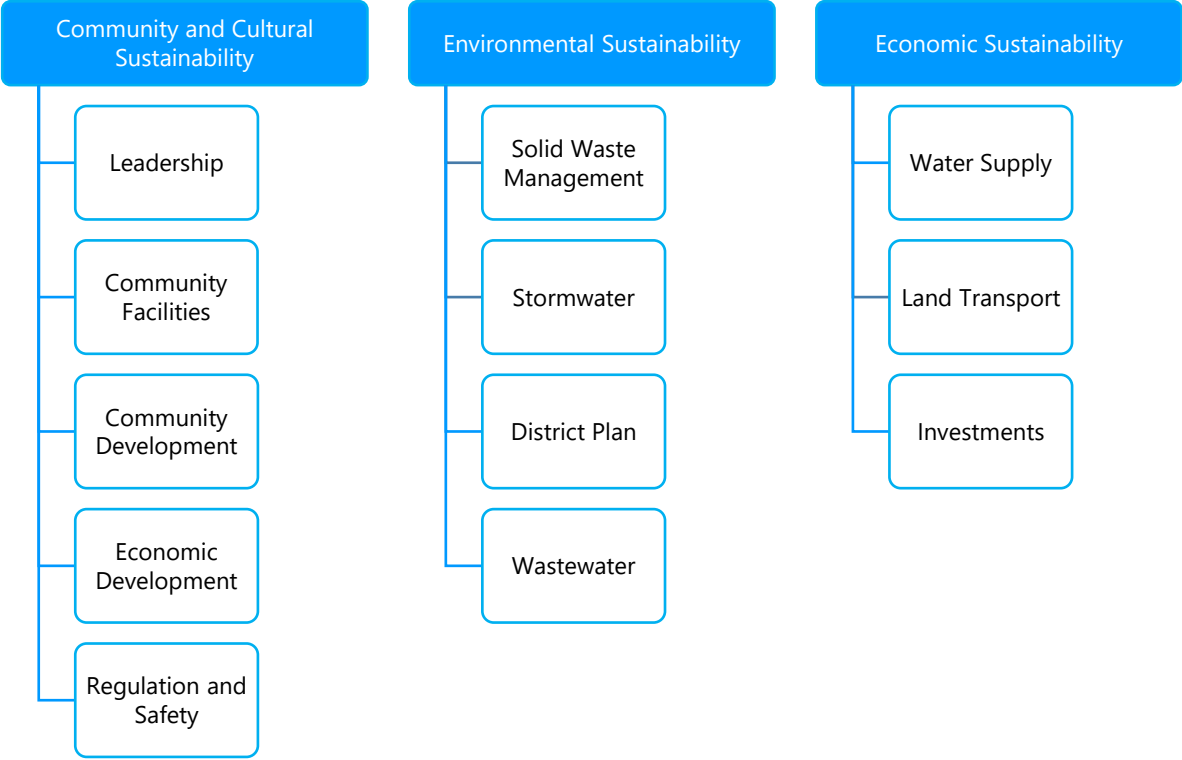 Community and Cultural
Sustainability
Leadership
Community
Facilities
Community
Development
Economic
Development
Regulation and
Safety
Environmental Sustainability
Solid Waste
Management
Stormwater
District Plan
Wastewater
Economic Sustainability
Water Supply
Land Transport
Investments